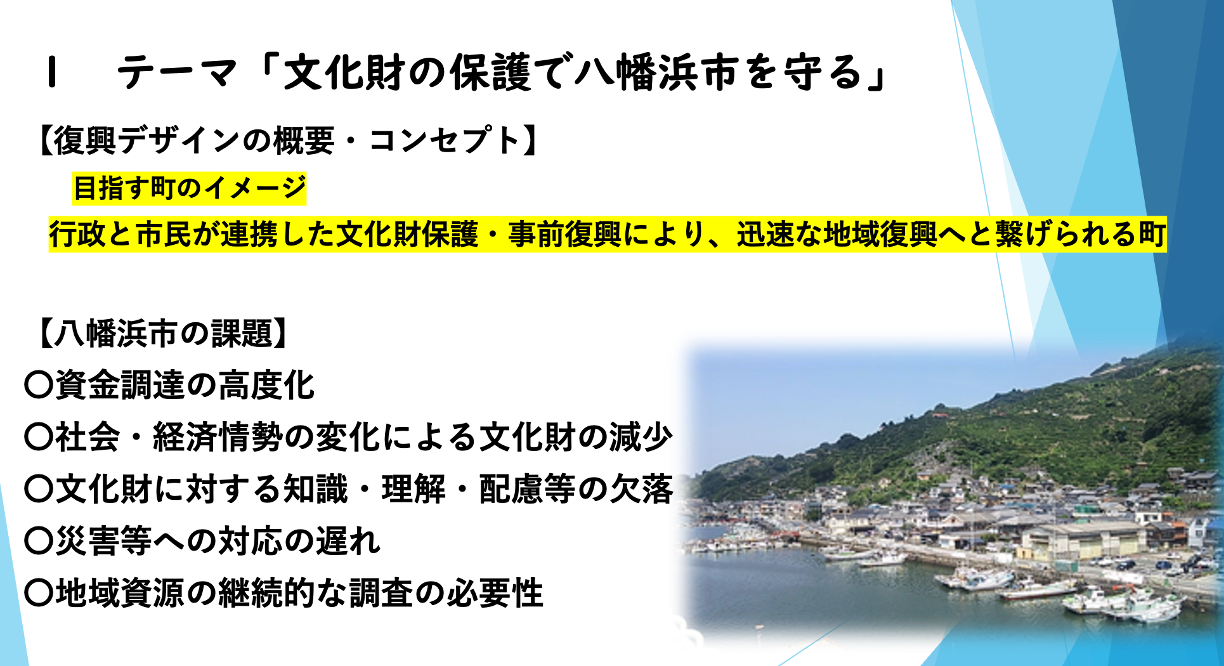 １　テーマ「文化財の保護で八幡浜市を守る」
【復興デザインの概要・コンセプト】
目指す町のイメージ
行政と市民が連携した文化財保護・事前復興により、迅速な地域復興へと繋げられる町
【八幡浜市の課題】
〇資金調達の高度化
〇社会・経済情勢の変化による文化財の減少
〇文化財に対する知識・理解・配慮等の欠落
〇災害等への対応の遅れ
〇地域資源の継続的な調査の必要性